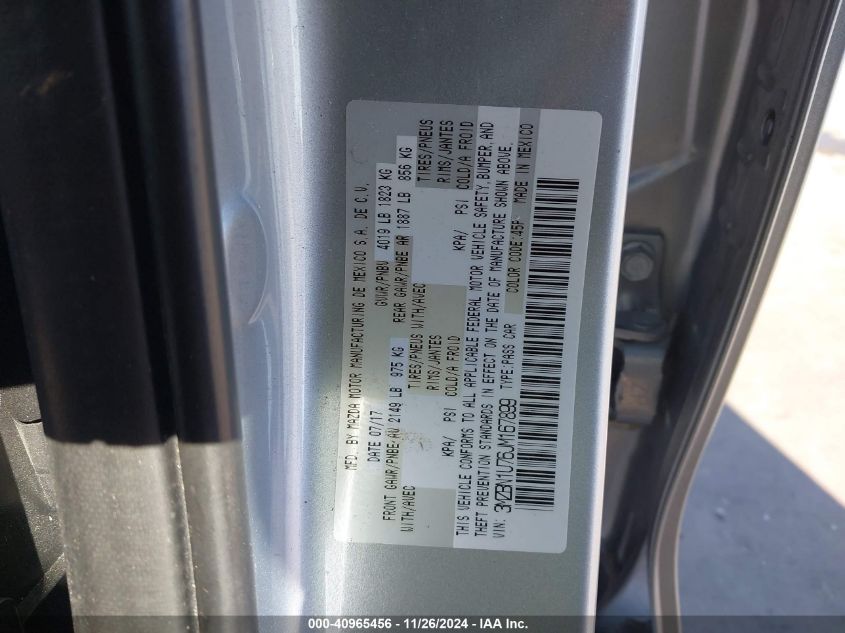 MFD. BY MAZDA MOTOR MANUFACTURING DE MEXICO S.A. DE C.V.
DATE 07/17 GVWR/PNBV 4019 LB 1823 KG
FRONT GAWR/PNBE AV 2149 LB 975 KG REAR GAWR/PNBE AR 1887 LB 856 KG
WITH/AVEC TIRES/PNEUS WITH/AVEC TIRES/PNEUS
RIMS/JANTES RIMS/JANTES
KPA/ PSI COLD/A FROID KPA/ PSI COLD/A FROID
THIS VEHICLE CONFORMS TO ALL APPLICABLE FEDERAL MOTOR VEHICLE SAFETY, BUMPER, AND
THEFT PREVENTION STANDARDS IN EFFECT ON THE DATE OF MANUFACTURE SHOWN ABOVE.
VIN: 3MZBN1U76JM167899 TYPE:PASS CAR COLOR CODE:45P MADE IN MEXICO
000-40965456 - 11/26/2024 - IAA Inc.